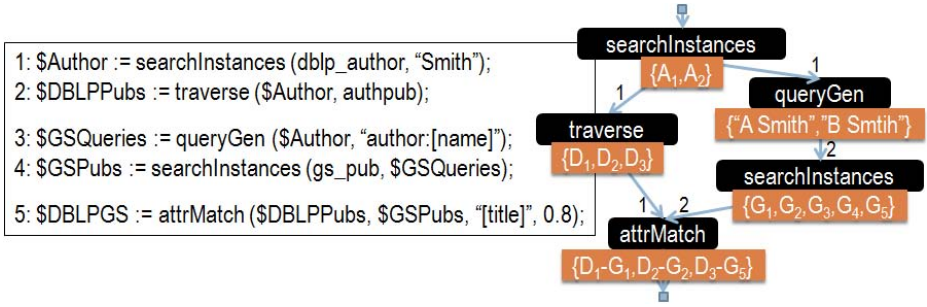 1: $Author := searchInstances (dblp_author, “Smith”);
2: $DBLPPubs := traverse ($Author, authpub);
3: $GSQueries := queryGen ($Author, “author:[name]”);
4: $GSPubs := searchInstances (gs_pub, $GSQueries);
5: $DBLPGS := attrMatch ($DBLPPubs, $GSPubs, “[title]”, 0.8);
searchInstances
{A₁,A₂}
1
1
queryGen
{“A Smith”,”B Smtih”}
traverse
{D₁,D₂,D₃}
2
searchInstances
{G₁,G₂,G₃,G₄,G₅}
1
2
attrMatch
{D₁-G₁,D₂-G₂,D₃-G₅}